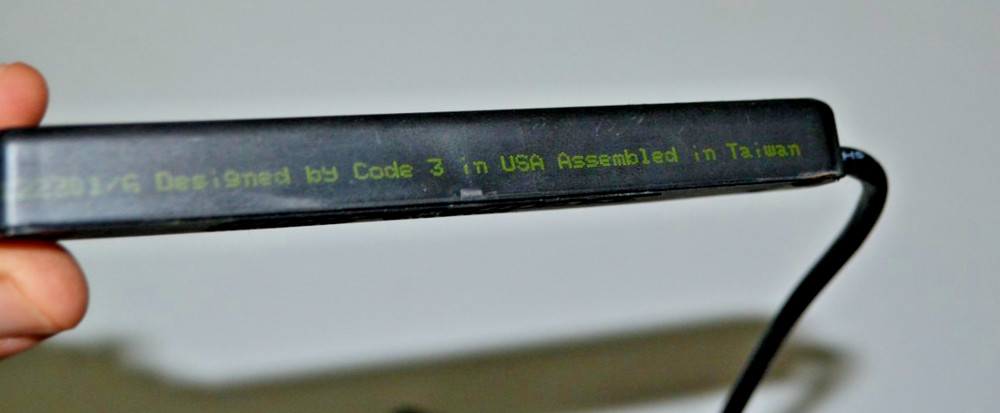 Designed by Code 3 in USA Assembled in Taiwan